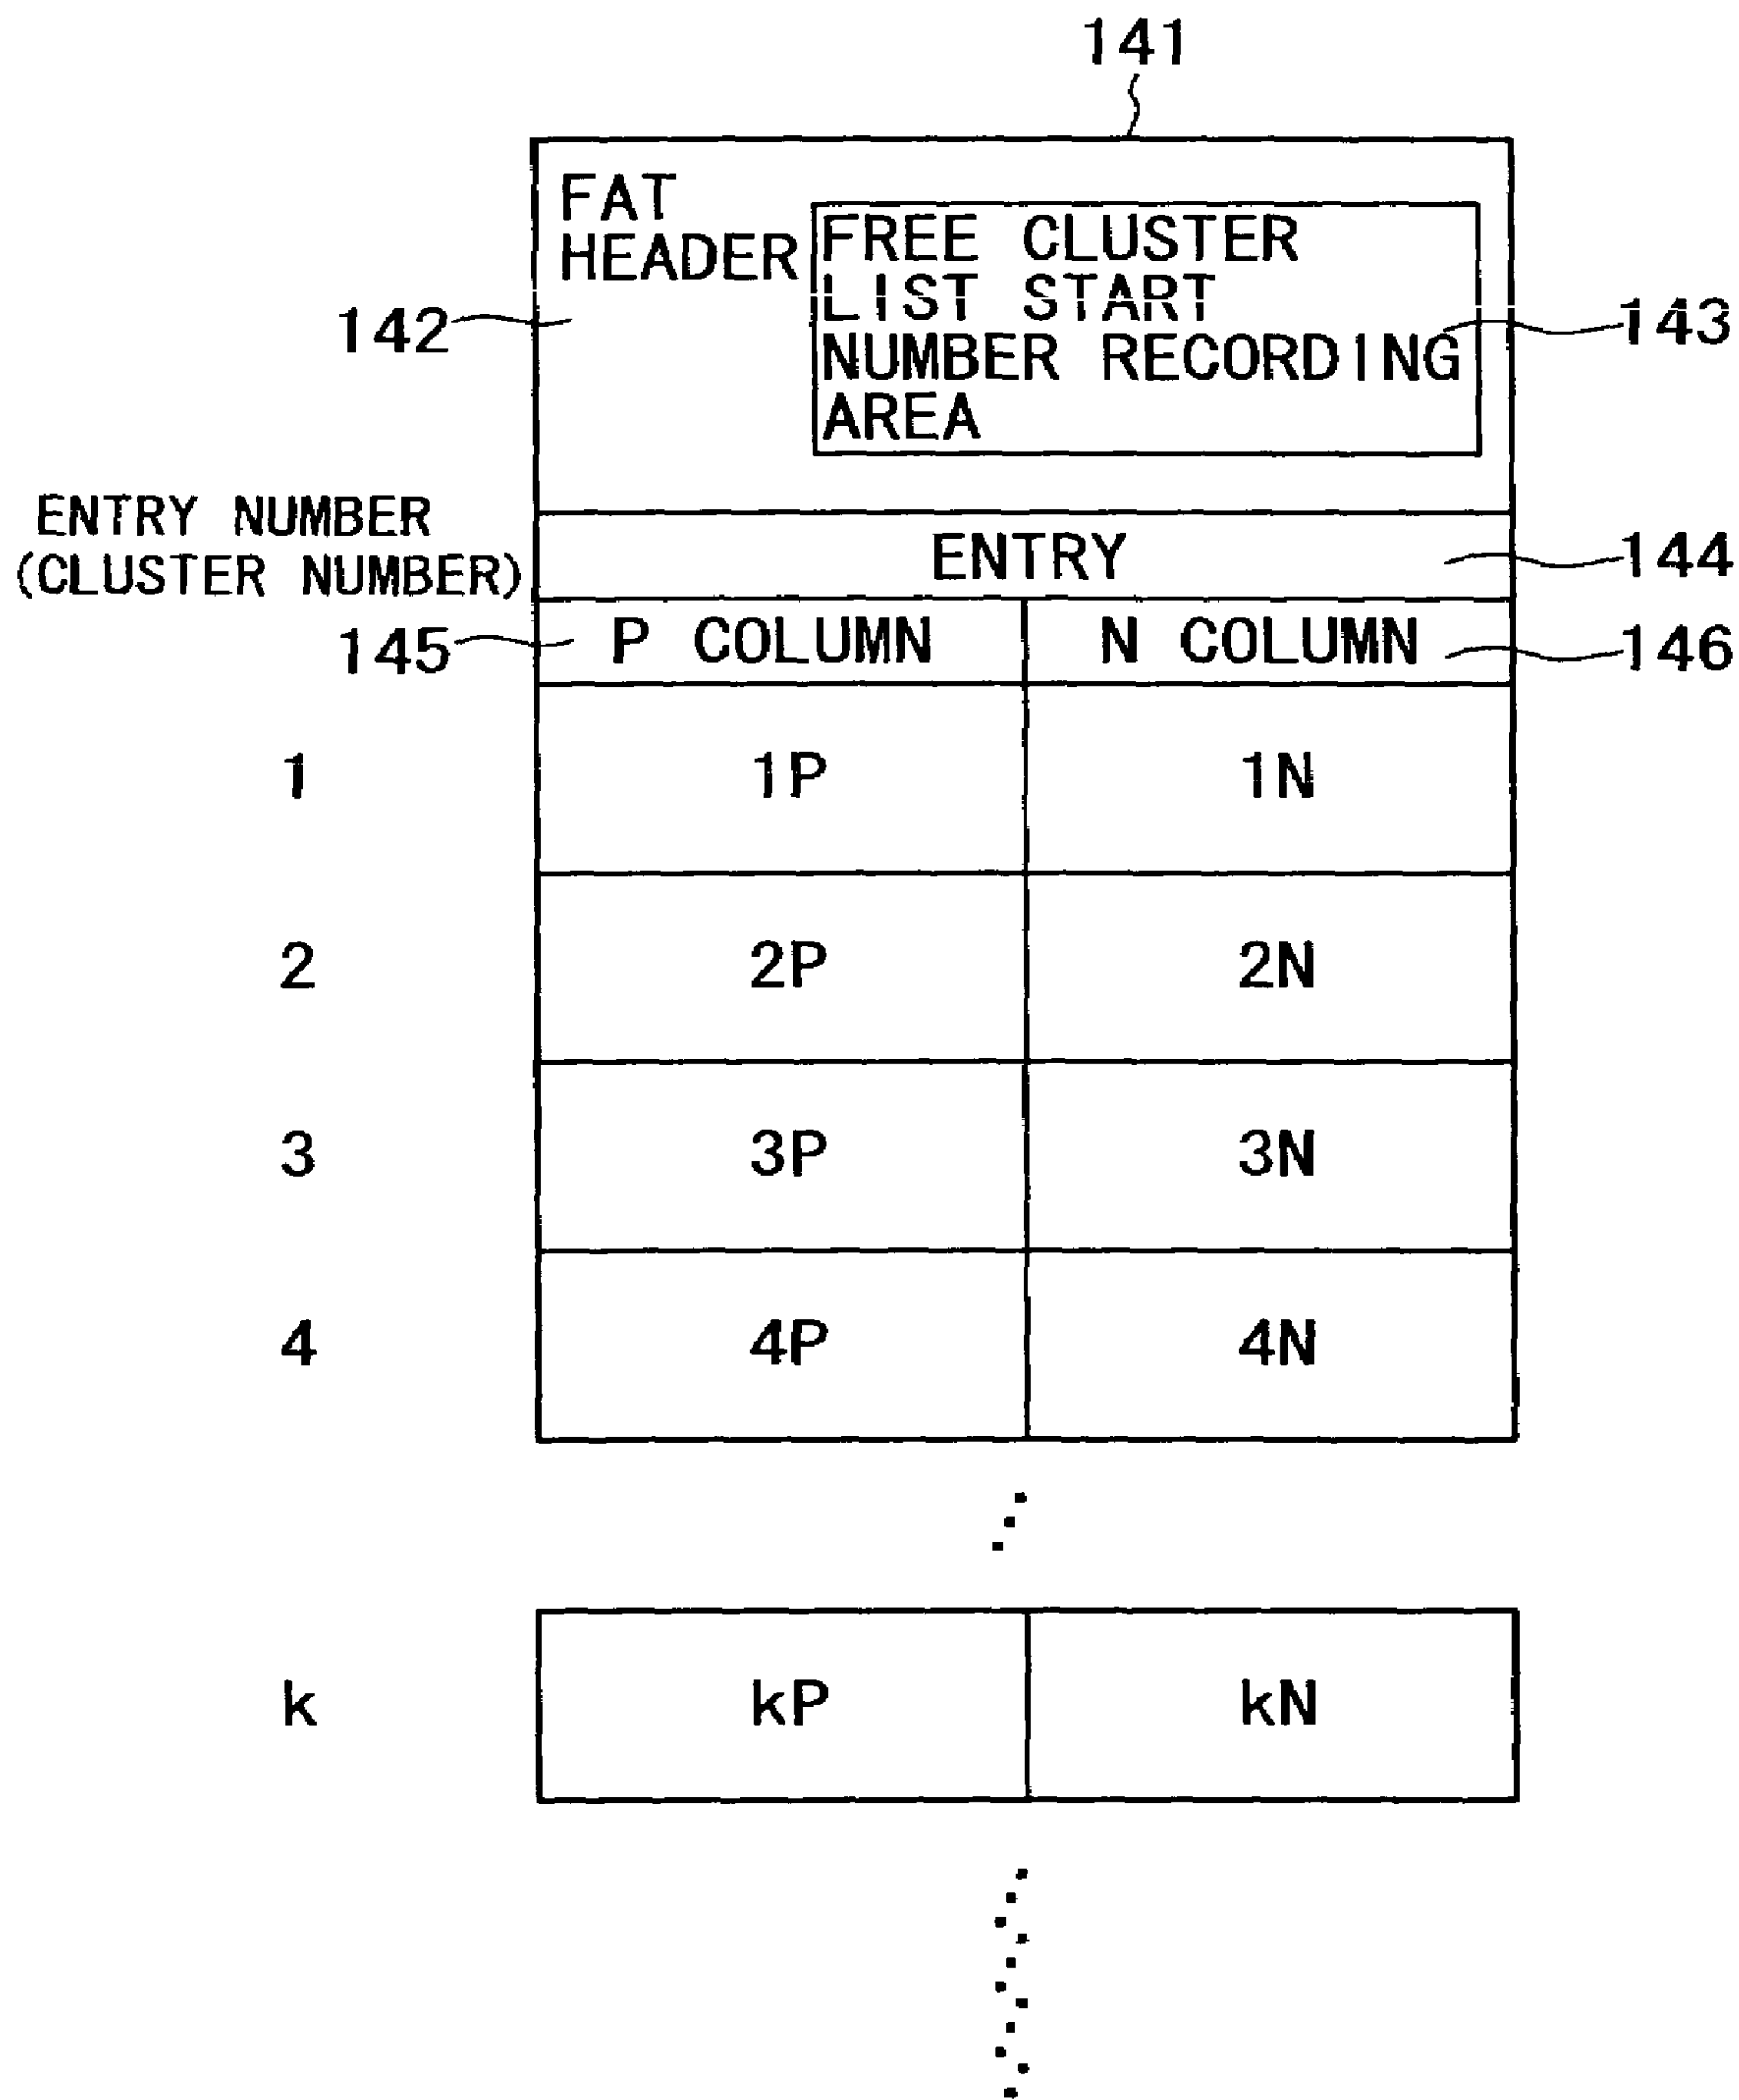 141
FAT
HEADER
FREE CLUSTER
LIST START
NUMBER RECORDING
AREA
142
143
ENTRY NUMBER
(CLUSTER NUMBER)
ENTRY
144
145
P COLUMN
N COLUMN
146
1 1P 1N
2 2P 2N
3 3P 3N
4 4P 4N
k kP kN